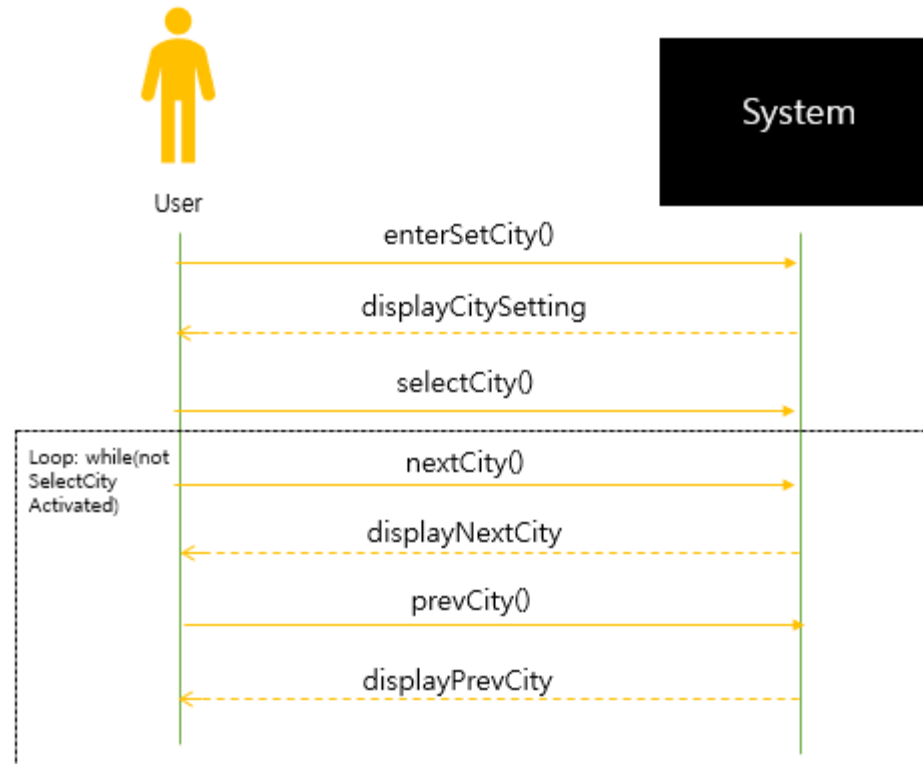 System
User
enterSetCity()
displayCitySetting
selectCity()
Loop: while(not
SelectCity
Activated)
nextCity()
displayNextCity
prevCity()
displayPrevCity